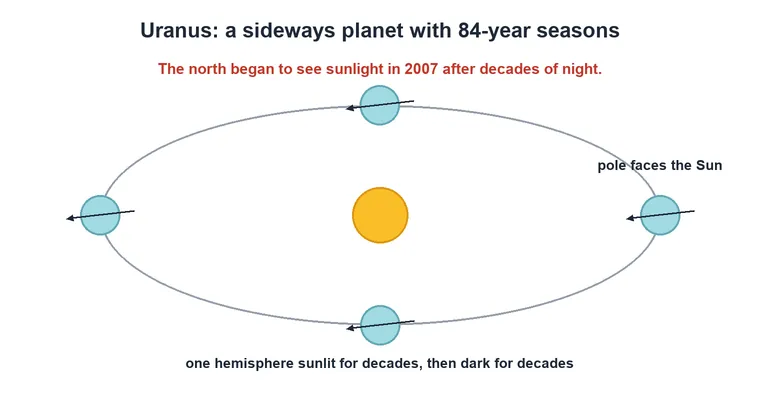 Uranus: a sideways planet with 84-year seasons
The north began to see sunlight in 2007 after decades of night.
pole faces the Sun
one hemisphere sunlit for decades, then dark for decades